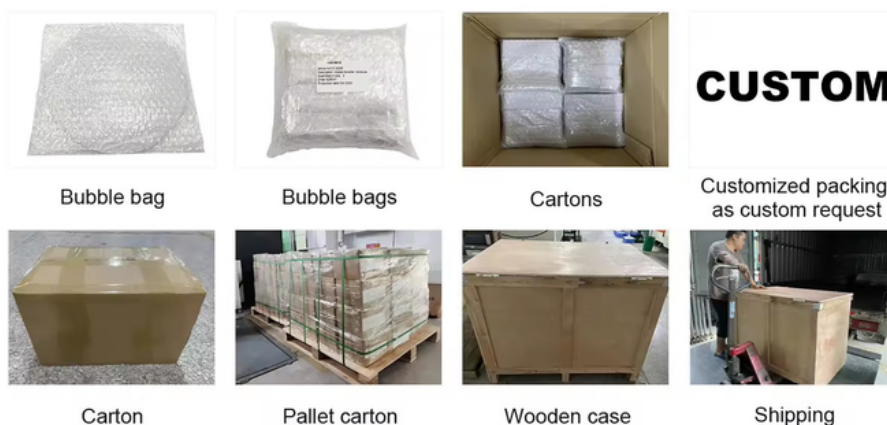 CUSTOM
Bubble bag
Bubble bags
Cartons
Customized packing
as custom request
Carton
Pallet carton
Wooden case
Shipping